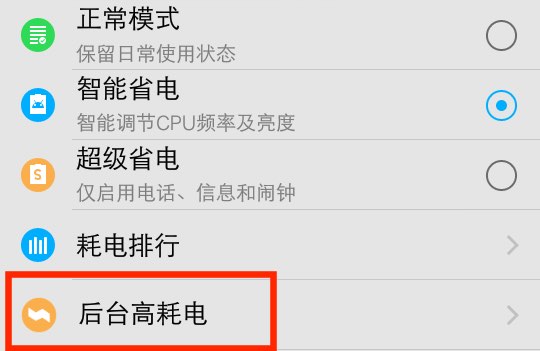 正常模式
保留日常使用状态
智能省电
智能调节CPU频率及亮度
超级省电
S
仅启用电话、信息和闹钟
耗电排行
后台高耗电